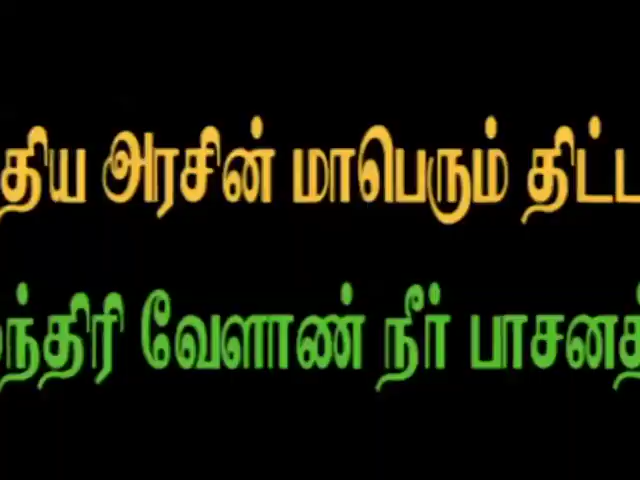 திய அரசின் மாபெரும் திட்ட
ந்திரி வேளாண் நீர் பாசனத்